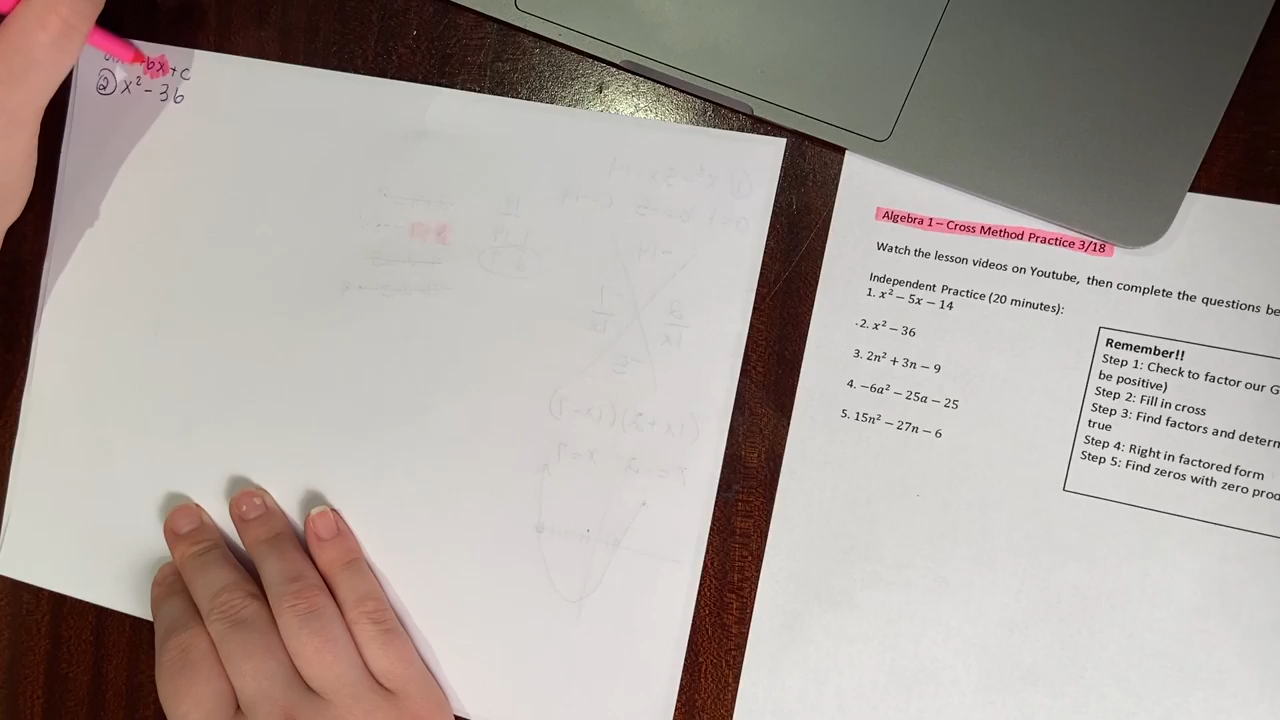 +bx+c
② x² - 36
Algebra 1 – Cross Method Practice 3/18
Watch the lesson videos on Youtube, then complete the questions be
Independent Practice (20 minutes):
1. x² − 5x − 14
2. x² − 36
3. 2n² + 3n − 9
4. −6a² − 25a − 25
5. 15n² − 27n − 6
Remember!!
Step 1: Check to factor our G
be positive)
Step 2: Fill in cross
Step 3: Find factors and determ
true
Step 4: Right in factored form
Step 5: Find zeros with zero prod